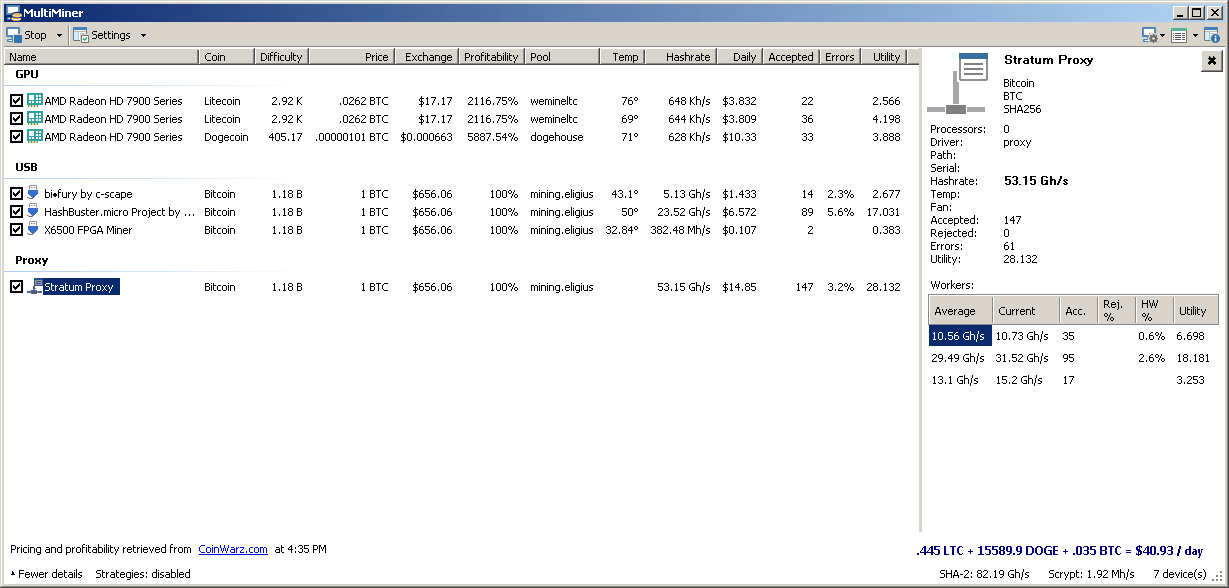 MultiMiner
Stop Settings
Name Coin Difficulty Price Exchange Profitability Pool Temp Hashrate Daily Accepted Errors Utility
GPU
AMD Radeon HD 7900 Series Litecoin 2.92 K .0262 BTC $17.17 2116.75% wemineltc 76° 648 Kh/s $3.832 22 2.566
AMD Radeon HD 7900 Series Litecoin 2.92 K .0262 BTC $17.17 2116.75% wemineltc 69° 644 Kh/s $3.809 36 4.198
AMD Radeon HD 7900 Series Dogecoin 405.17 .00000101 BTC $0.000663 5887.54% dogehouse 71° 628 Kh/s $10.33 33 3.888
USB
bi•fury by c-scape Bitcoin 1.18 B 1 BTC $656.06 100% mining.eligius 43.1° 5.13 Gh/s $1.433 14 2.3% 2.677
HashBuster.micro Project by ... Bitcoin 1.18 B 1 BTC $656.06 100% mining.eligius 50° 23.52 Gh/s $6.572 89 5.6% 17.031
X6500 FPGA Miner Bitcoin 1.18 B 1 BTC $656.06 100% mining.eligius 32.84° 382.48 Mh/s $0.107 2 0.383
Proxy
Stratum Proxy Bitcoin 1.18 B 1 BTC $656.06 100% mining.eligius 53.15 Gh/s $14.85 147 3.2% 28.132
Stratum Proxy
Bitcoin
BTC
SHA256
Processors: 0
Driver: proxy
Path:
Serial:
Hashrate: 53.15 Gh/s
Temp:
Fan:
Accepted: 147
Rejected: 0
Errors: 61
Utility: 28.132
Workers:
Average Current Acc. Rej. % HW % Utility
10.56 Gh/s 10.73 Gh/s 35 0.6% 6.698
29.49 Gh/s 31.52 Gh/s 95 2.6% 18.181
13.1 Gh/s 15.2 Gh/s 17 3.253
Pricing and profitability retrieved from CoinWarz.com at 4:35 PM
.445 LTC + 15589.9 DOGE + .035 BTC = $40.93 / day
Fewer details Strategies: disabled
SHA-2: 82.19 Gh/s Scrypt: 1.92 Mh/s 7 device(s)